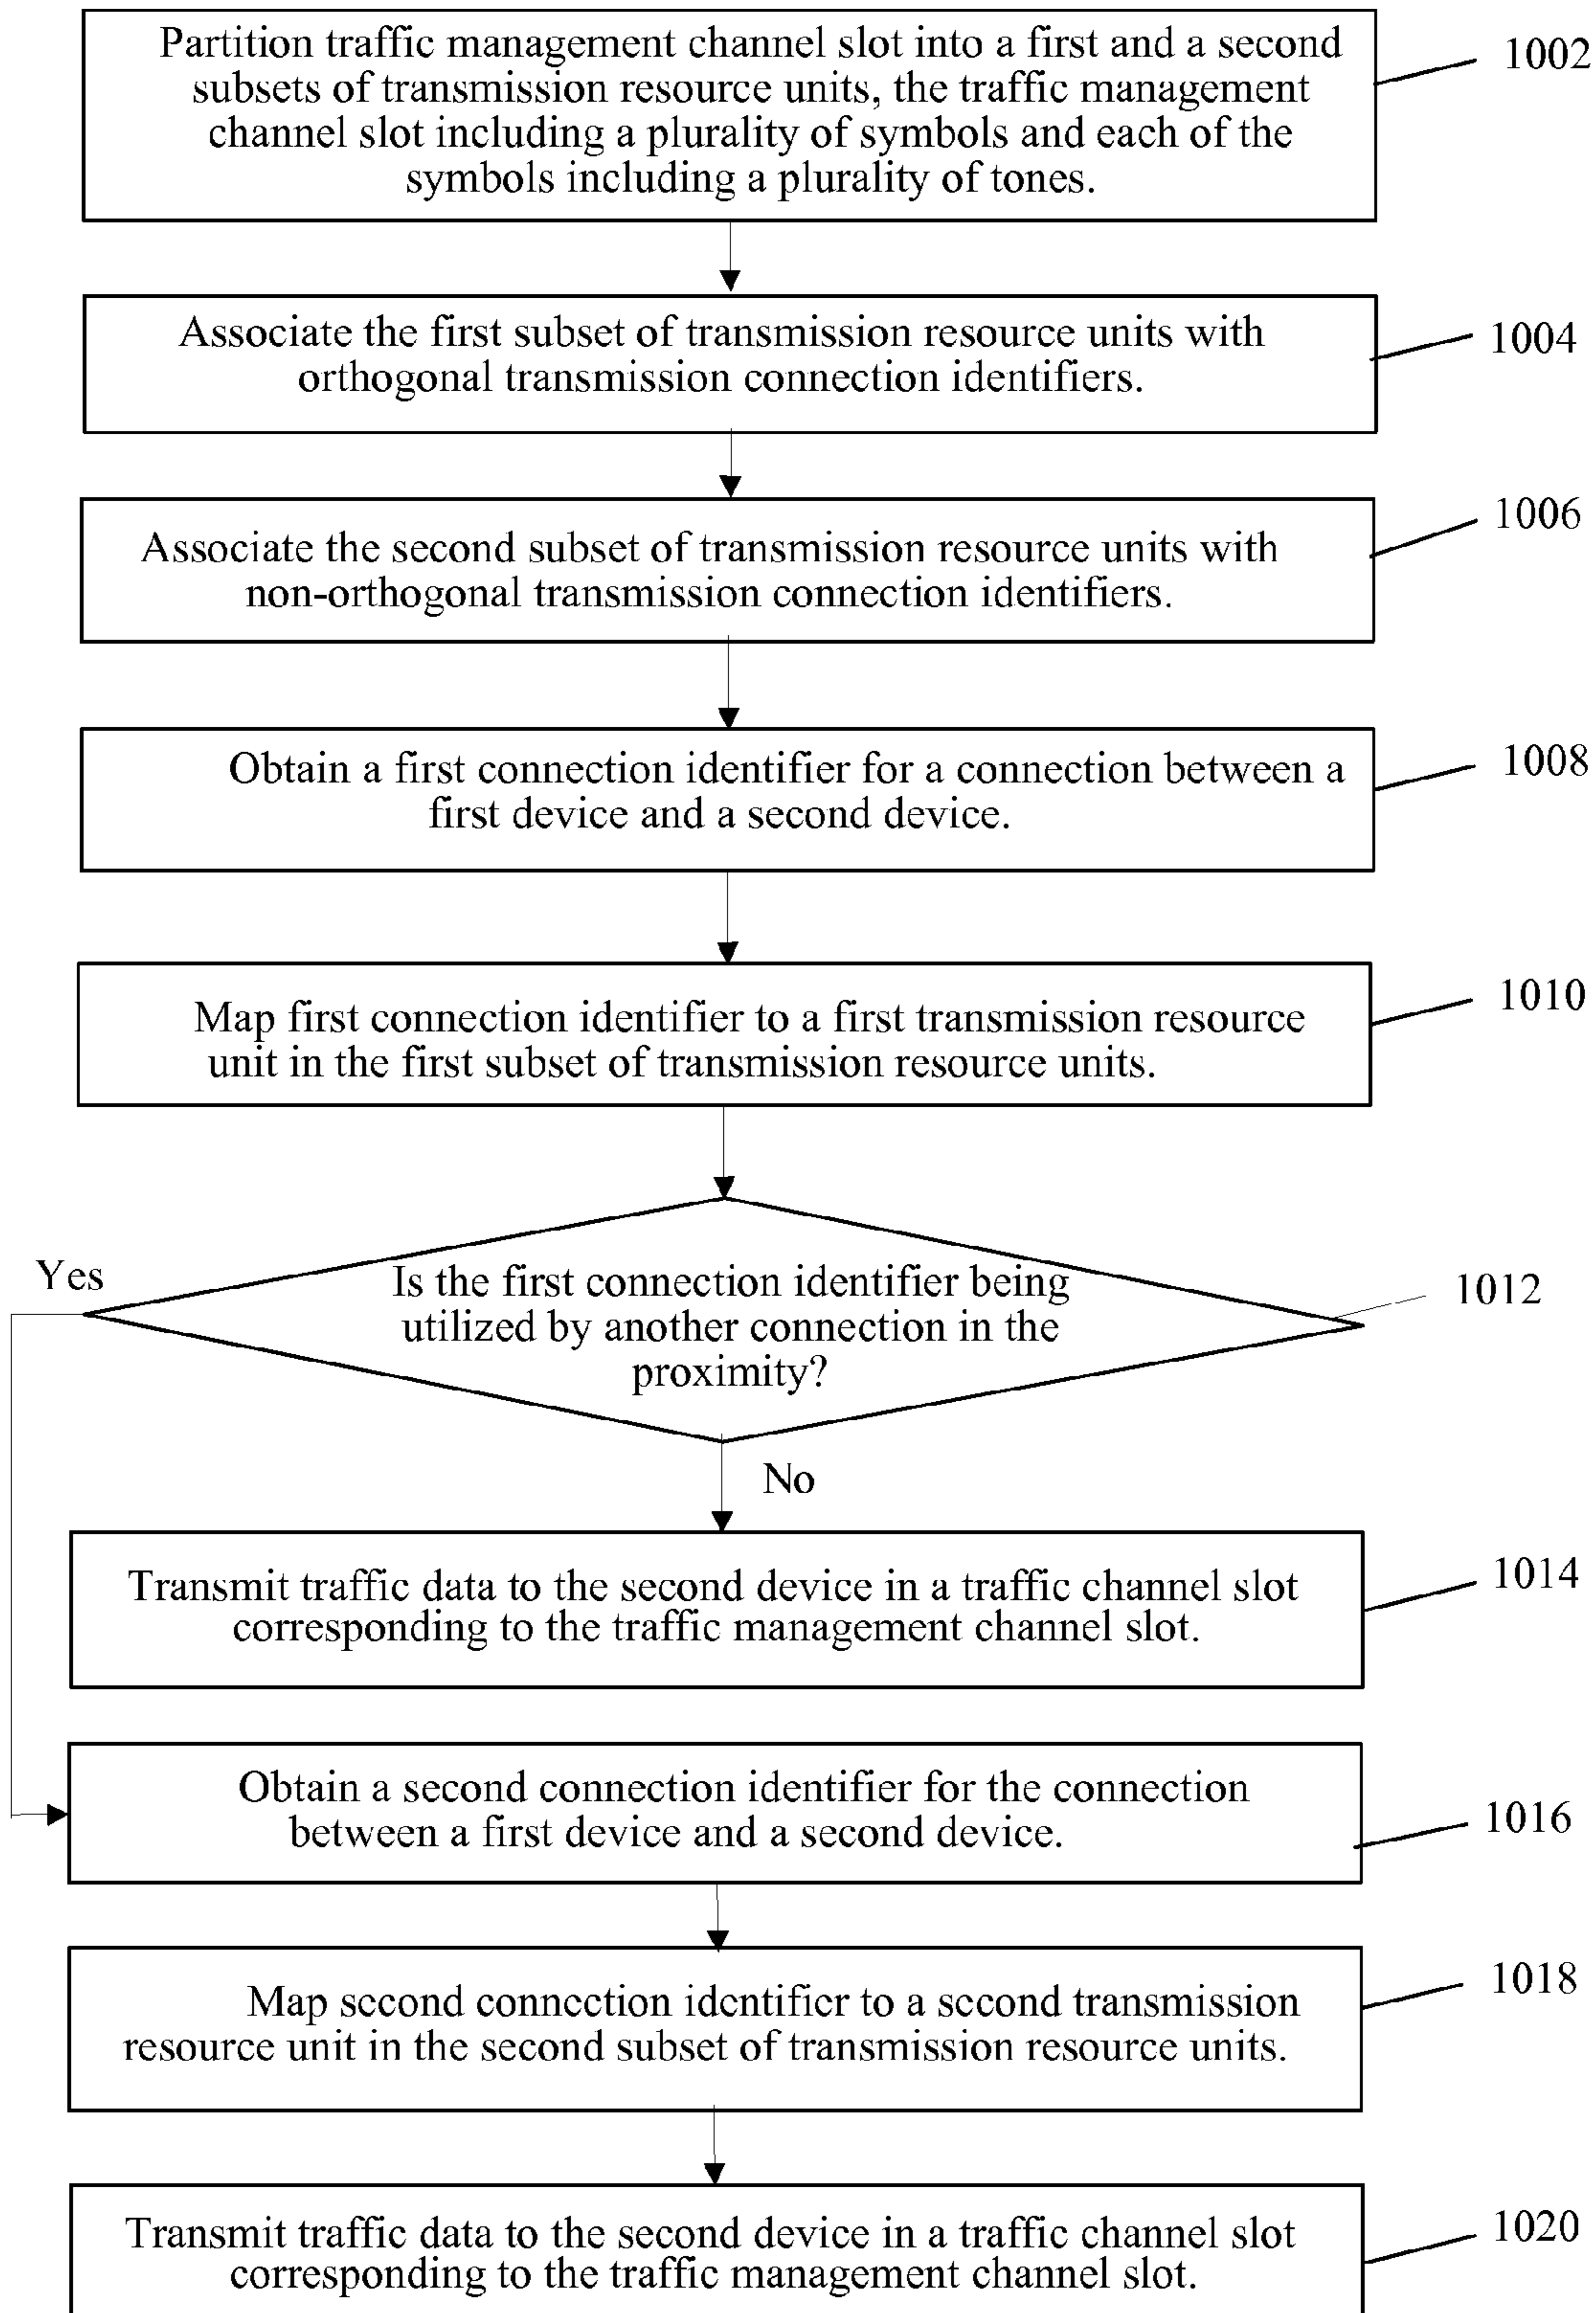 Partition traffic management channel slot into a first and a second
subsets of transmission resource units, the traffic management
channel slot including a plurality of symbols and each of the
symbols including a plurality of tones.
1002
Associate the first subset of transmission resource units with
orthogonal transmission connection identifiers.
1004
Associate the second subset of transmission resource units with
non-orthogonal transmission connection identifiers.
1006
Obtain a first connection identifier for a connection between a
first device and a second device.
1008
Map first connection identifier to a first transmission resource
unit in the first subset of transmission resource units.
1010
Yes
Is the first connection identifier being
utilized by another connection in the
proximity?
1012
No
Transmit traffic data to the second device in a traffic channel slot
corresponding to the traffic management channel slot.
1014
Obtain a second connection identifier for the connection
between a first device and a second device.
1016
Map second connection identifier to a second transmission
resource unit in the second subset of transmission resource units.
1018
Transmit traffic data to the second device in a traffic channel slot
corresponding to the traffic management channel slot.
1020